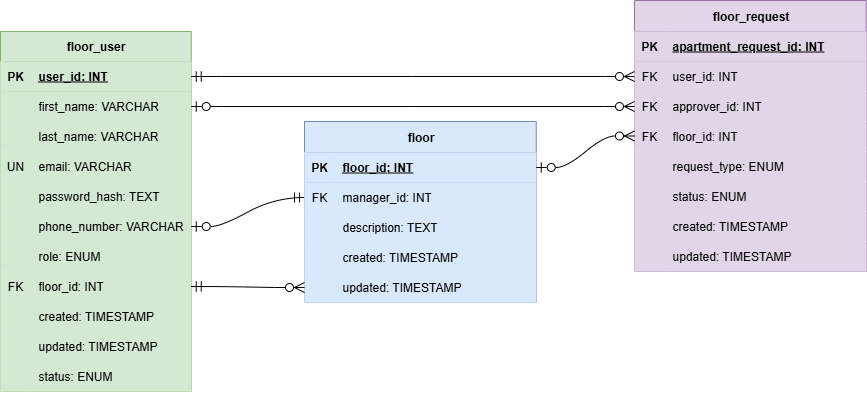 floor_user
PK user_id: INT
first_name: VARCHAR
last_name: VARCHAR
UN email: VARCHAR
password_hash: TEXT
phone_number: VARCHAR
role: ENUM
FK floor_id: INT
created: TIMESTAMP
updated: TIMESTAMP
status: ENUM
floor
PK floor_id: INT
FK manager_id: INT
description: TEXT
created: TIMESTAMP
updated: TIMESTAMP
floor_request
PK apartment_request_id: INT
FK user_id: INT
FK approver_id: INT
FK floor_id: INT
request_type: ENUM
status: ENUM
created: TIMESTAMP
updated: TIMESTAMP